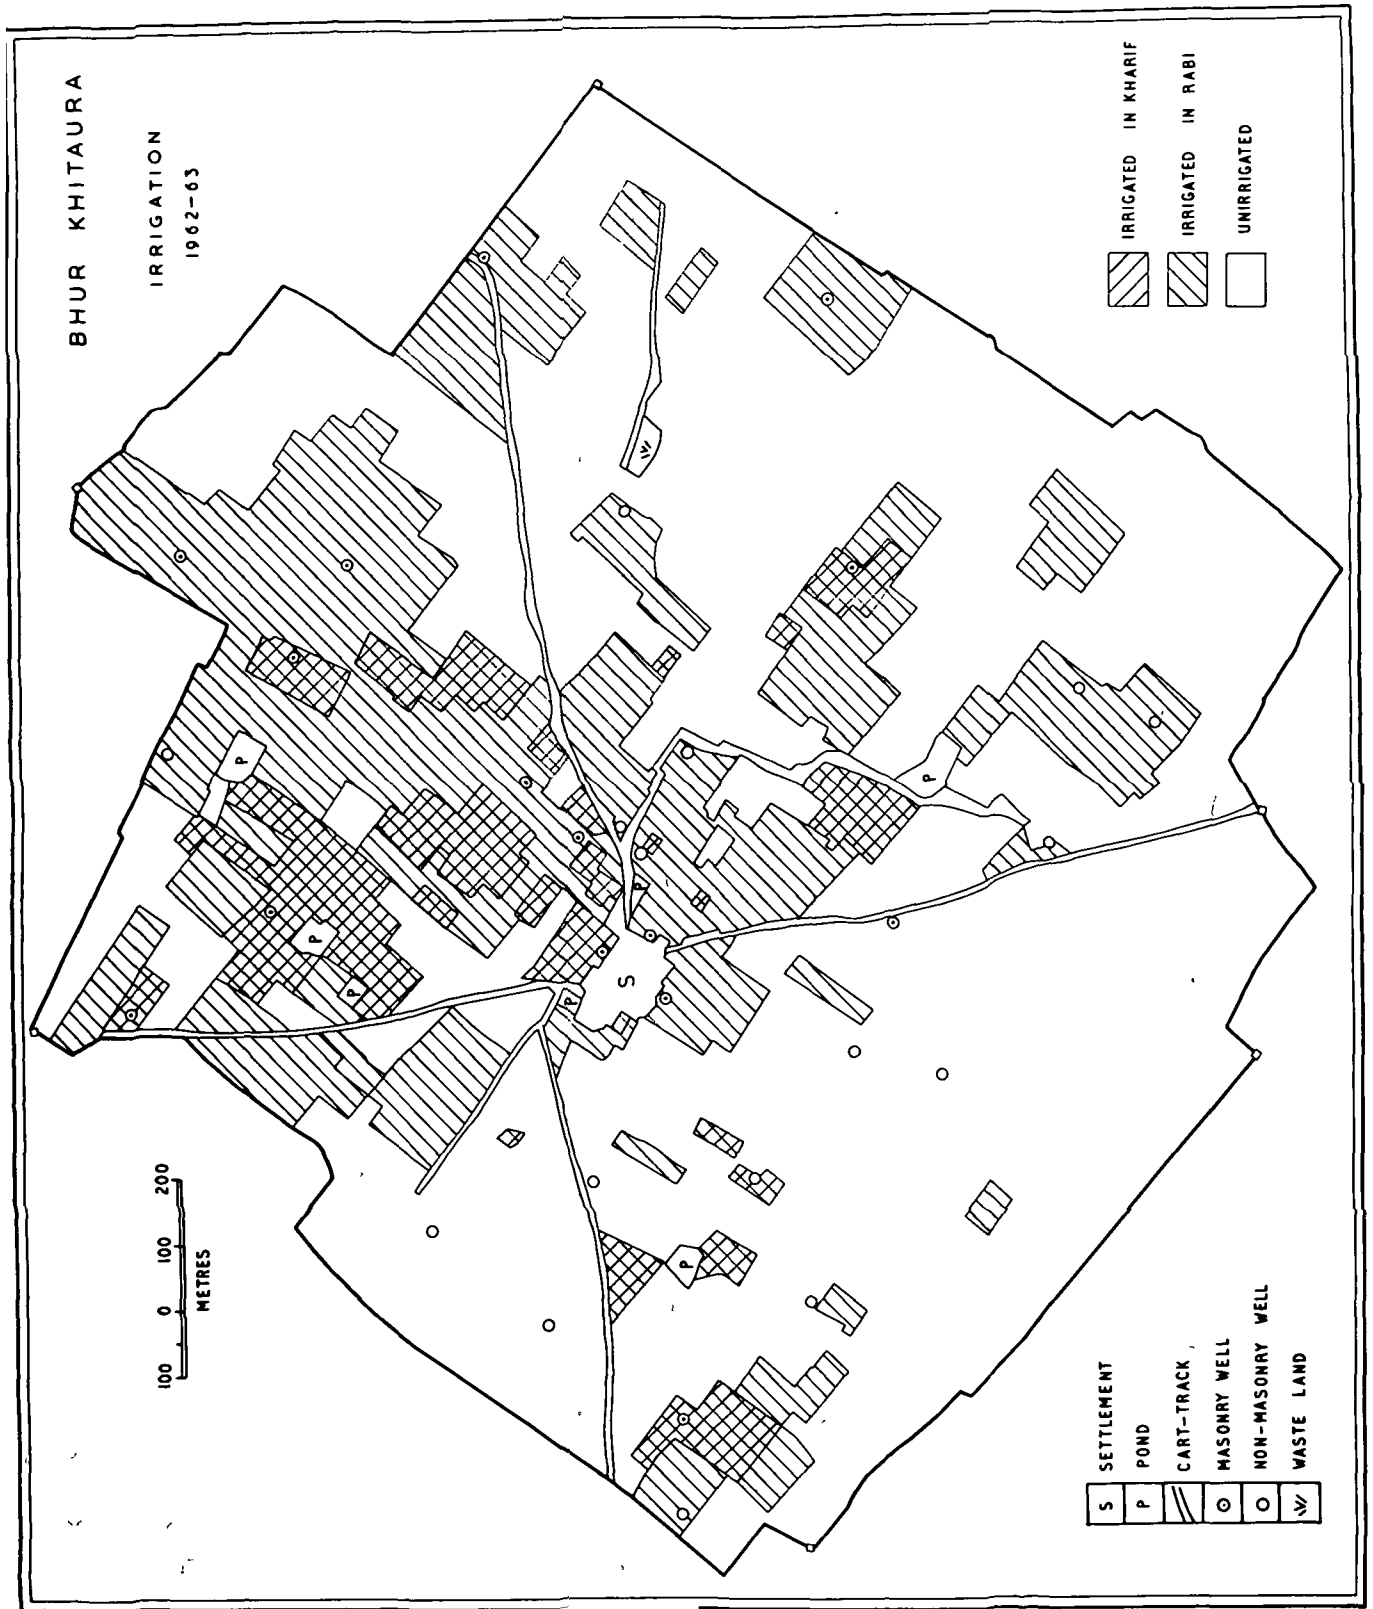 BHUR KHITAURA
IRRIGATION
1962-63
IRRIGATED IN KHARIF
IRRIGATED IN RABI
UNIRRIGATED
100 0 100 200
METRES
P
P
P
P
P
S
P
P
S SETTLEMENT
P POND
CART-TRACK
MASONRY WELL
NON-MASONRY WELL
WASTE LAND